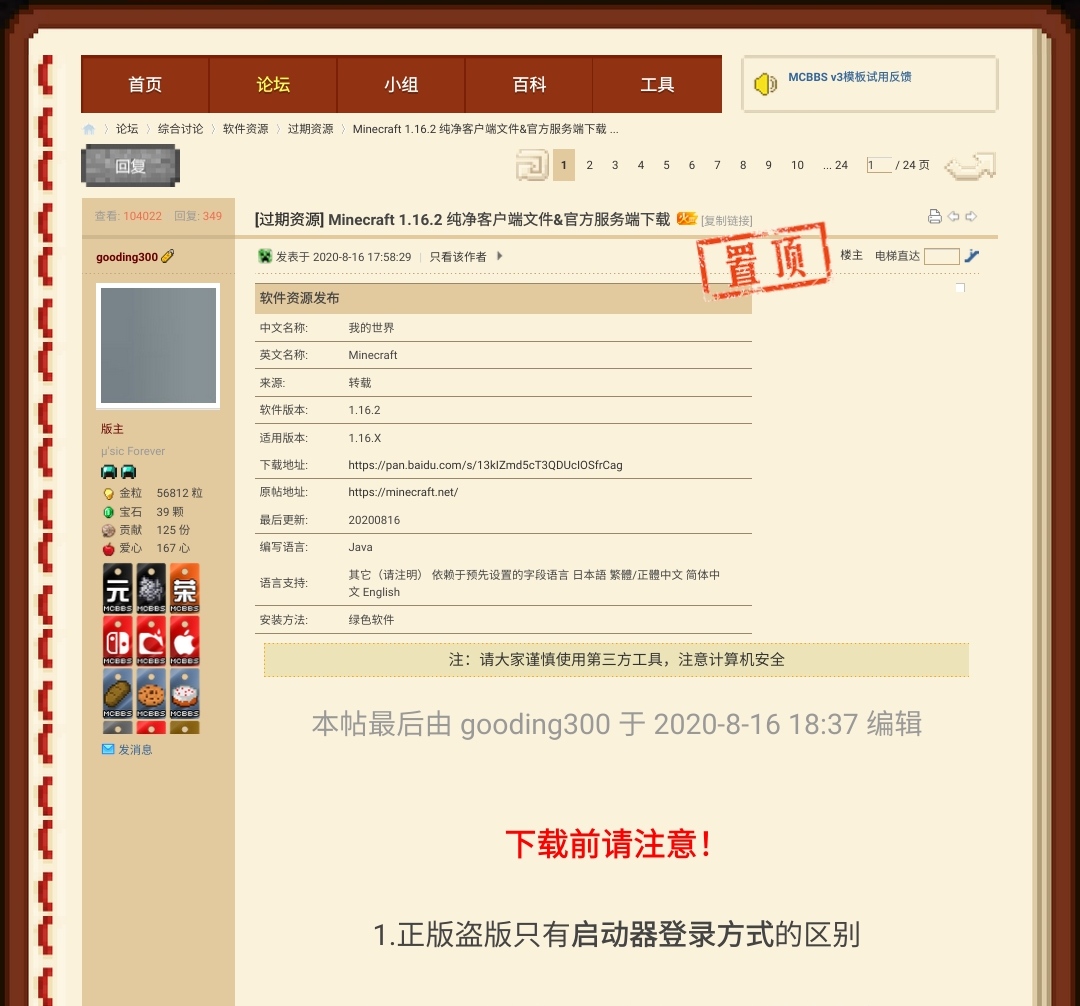 首页 论坛 小组 百科 工具
MCBBS v3模板试用反馈
论坛 综合讨论 软件资源 过期资源 Minecraft 1.16.2 纯净客户端文件&官方服务端下载 ...
回复
1 2 3 4 5 6 7 8 9 10 ... 24 1 / 24 页
查看: 104022 回复: 349
[过期资源] Minecraft 1.16.2 纯净客户端文件&官方服务端下载 [复制链接]
置顶
gooding300
发表于 2020-8-16 17:58:29 | 只看该作者
楼主 电梯直达
软件资源发布
中文名称: 我的世界
英文名称: Minecraft
来源: 转载
软件版本: 1.16.2
适用版本: 1.16.X
下载地址: https://pan.baidu.com/s/13kIZmd5cT3QDUcIOSfrCag
原帖地址: https://minecraft.net/
最后更新: 20200816
编写语言: Java
语言支持: 其它（请注明） 依赖于预先设置的字段语言 日本語 繁體/正體中文 简体中
文 English
安装方法: 绿色软件
版主
μ'sic Forever
金粒 56812 粒
宝石 39 颗
贡献 125 份
爱心 167 心
元 荣
MCBBS MCBBS MCBBS
MCBBS MCBBS MCBBS
MCBBS MCBBS MCBBS
发消息
注：请大家谨慎使用第三方工具，注意计算机安全
本帖最后由 gooding300 于 2020-8-16 18:37 编辑
下载前请注意！
1.正版盗版只有启动器登录方式的区别